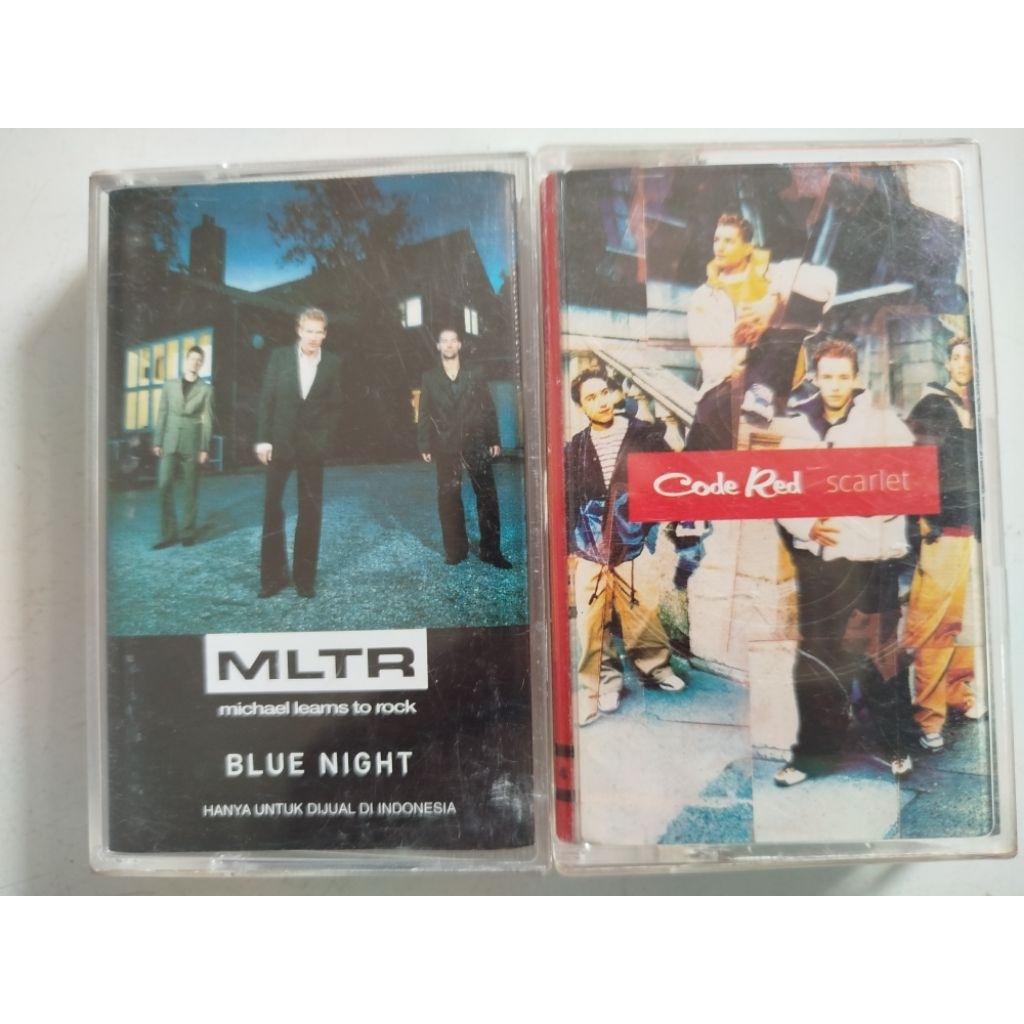 MLTR
michael learns to rock
BLUE NIGHT
HANYA UNTUK DIJUAL DI INDONESIA
Code Red scarlet